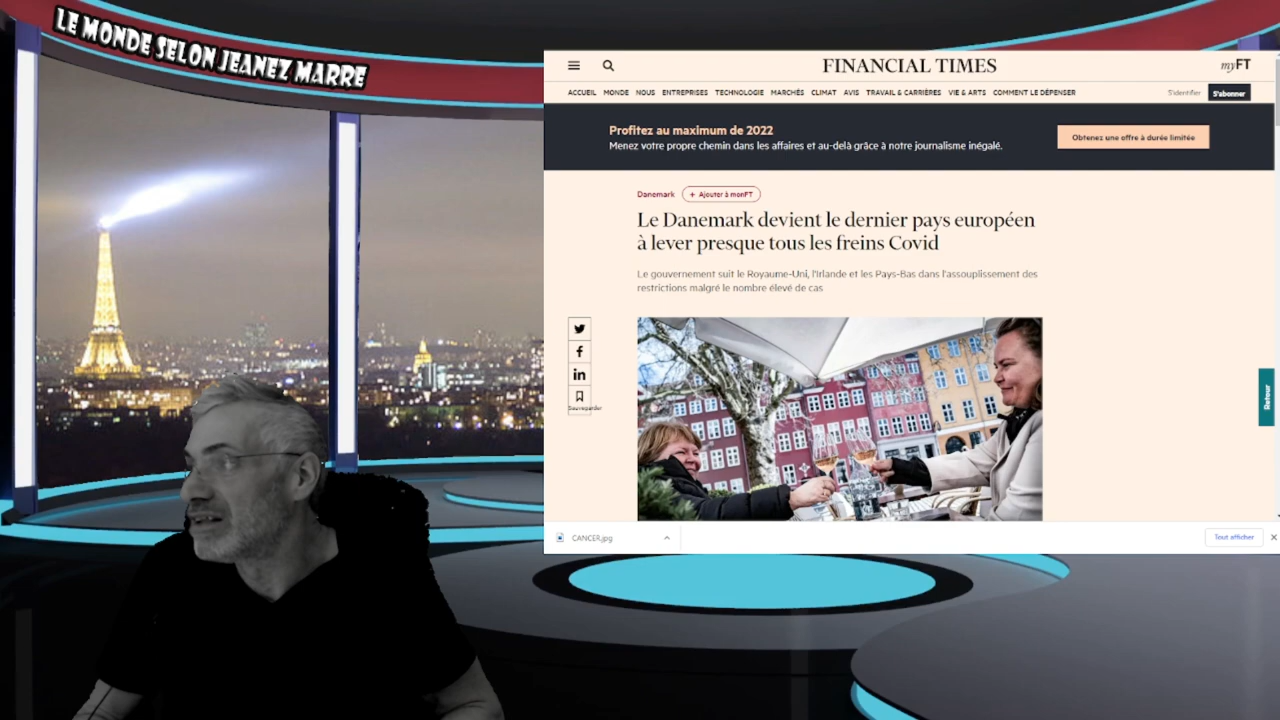 LE MONDE SELON JEANEZ MARRE
FINANCIAL TIMES
myFT
ACCUEIL MONDE NOUS ENTREPRISES TECHNOLOGIE MARCHÉS CLIMAT AVIS TRAVAIL & CARRIÈRES VIE & ARTS COMMENT LE DÉPENSER
S'identifier S'abonner
Profitez au maximum de 2022
Menez votre propre chemin dans les affaires et au-delà grâce à notre journalisme inégalé.
Obtenez une offre à durée limitée
Danemark + Ajouter à monFT
Le Danemark devient le dernier pays européen
à lever presque tous les freins Covid
Le gouvernement suit le Royaume-Uni, l'Irlande et les Pays-Bas dans l'assouplissement des
restrictions malgré le nombre élevé de cas
Sauvegarder
Retour
CANCER.jpg
Tout afficher